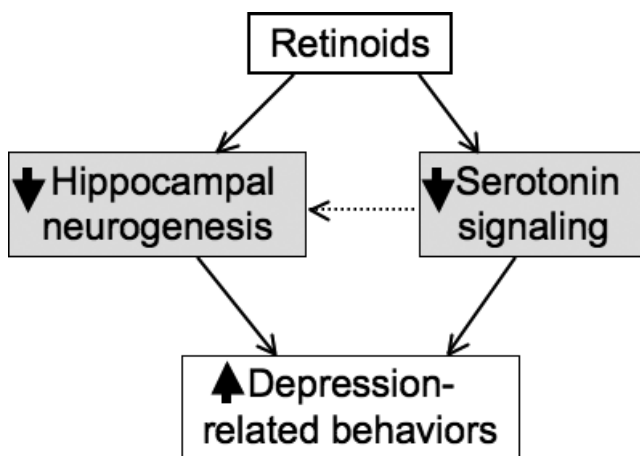 Retinoids
Hippocampal
neurogenesis
Serotonin
signaling
Depression-
related behaviors